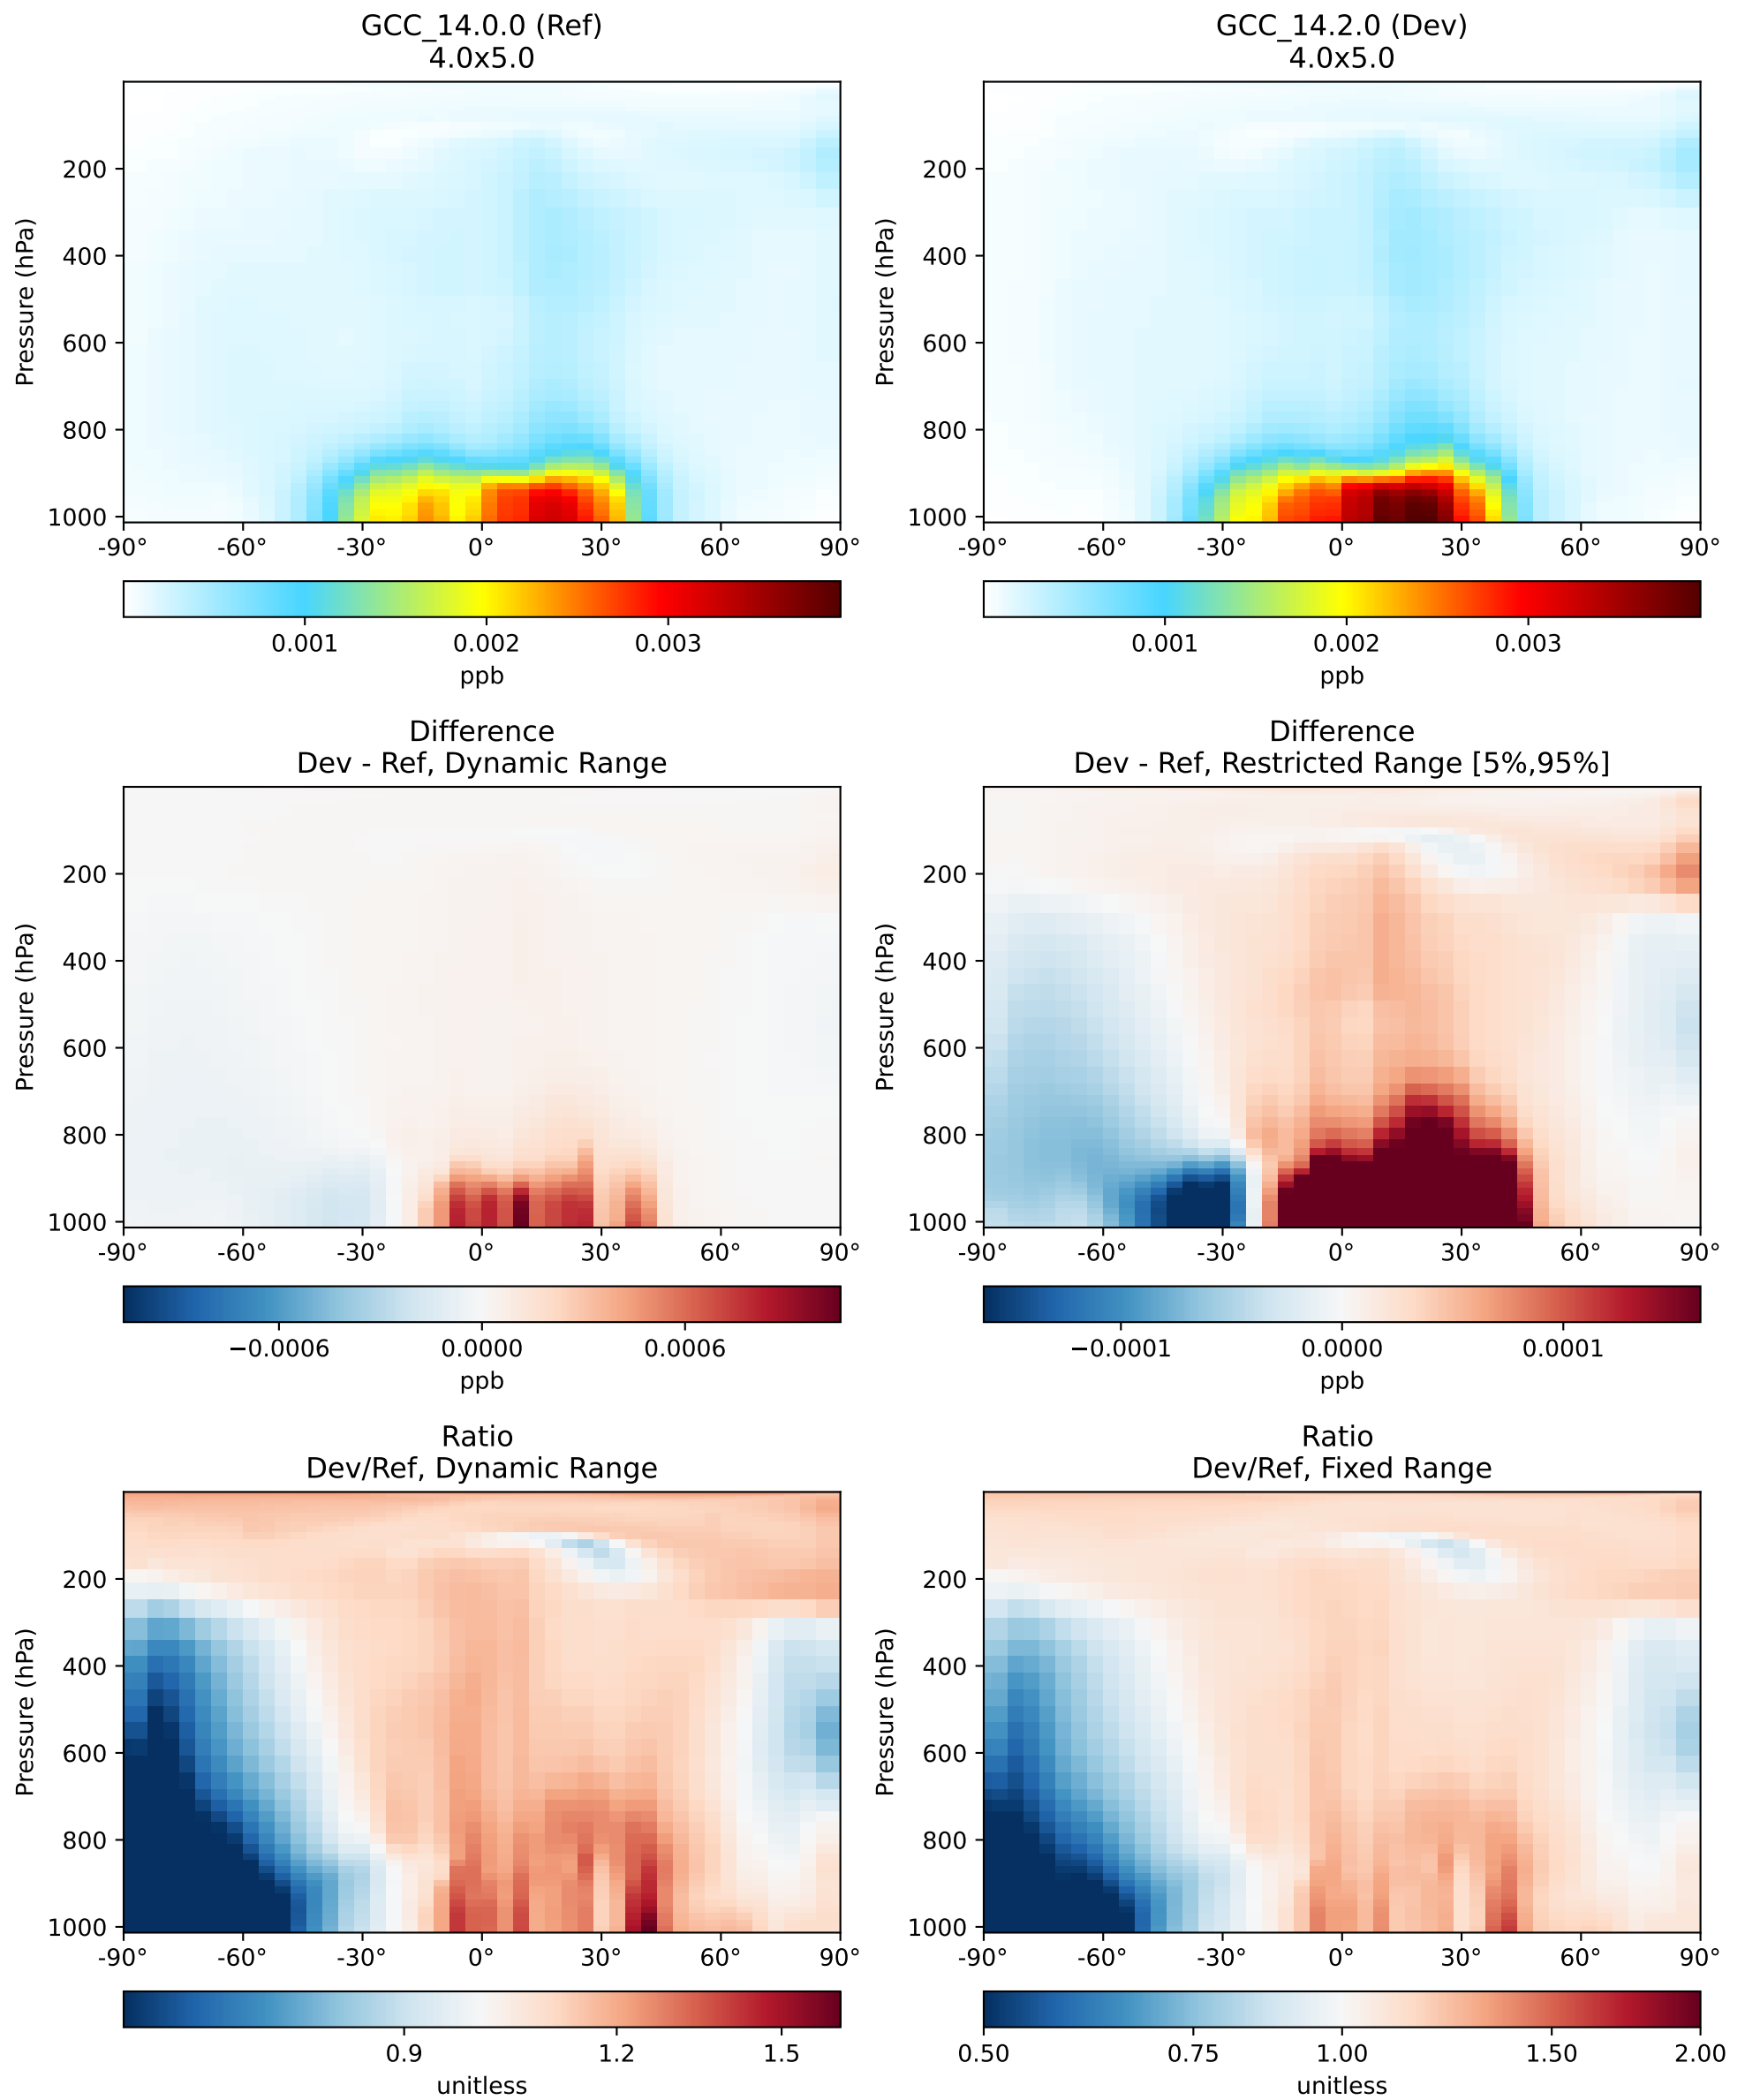 GCC_14.0.0 (Ref)
4.0x5.0
Pressure (hPa)
200
400
600
800
1000
-90° -60° -30° 0° 30° 60° 90°
0.001 0.002 0.003
ppb
GCC_14.2.0 (Dev)
4.0x5.0
Pressure (hPa)
200
400
600
800
1000
-90° -60° -30° 0° 30° 60° 90°
0.001 0.002 0.003
ppb
Difference
Dev - Ref, Dynamic Range
Pressure (hPa)
200
400
600
800
1000
-90° -60° -30° 0° 30° 60° 90°
−0.0006 0.0000 0.0006
ppb
Difference
Dev - Ref, Restricted Range [5%,95%]
Pressure (hPa)
200
400
600
800
1000
-90° -60° -30° 0° 30° 60° 90°
−0.0001 0.0000 0.0001
ppb
Ratio
Dev/Ref, Dynamic Range
Pressure (hPa)
200
400
600
800
1000
-90° -60° -30° 0° 30° 60° 90°
0.9 1.2 1.5
unitless
Ratio
Dev/Ref, Fixed Range
Pressure (hPa)
200
400
600
800
1000
-90° -60° -30° 0° 30° 60° 90°
0.50 0.75 1.00 1.50 2.00
unitless